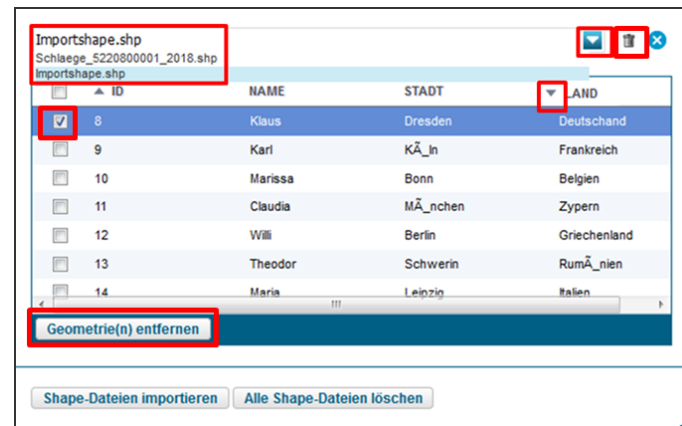 Importshape.shp
Schlaege_5220800001_2018.shp
Importshape.shp
ID NAME STADT LAND
8 Klaus Dresden Deutschand
9 Karl KÃ_ln Frankreich
10 Marissa Bonn Belgien
11 Claudia MÃ_nchen Zypern
12 Willi Berlin Griechenland
13 Theodor Schwerin RumÃ_nien
14 Maria Leipzig Italien
Geometrie(n) entfernen
Shape-Dateien importieren Alle Shape-Dateien löschen